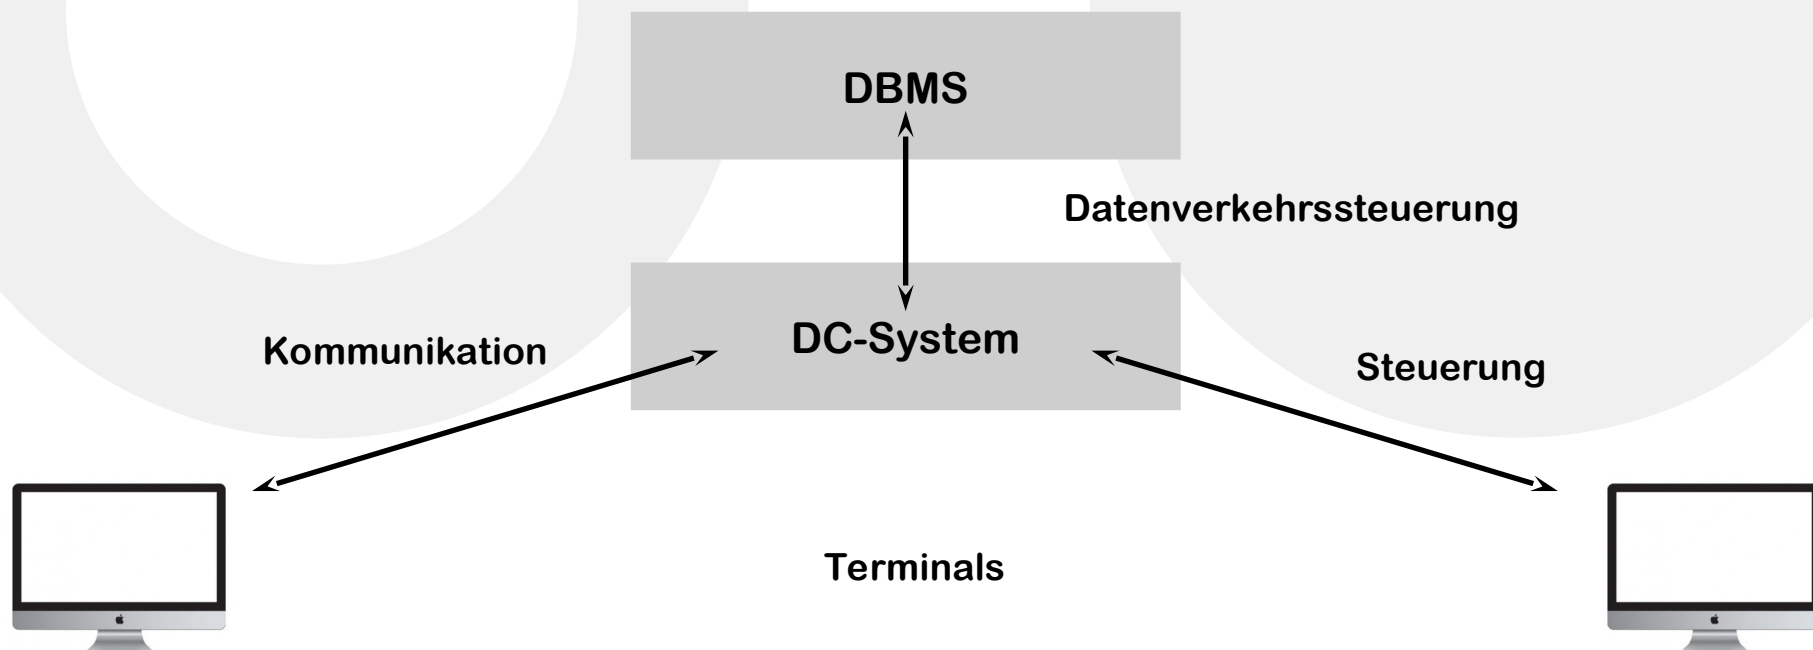 DBMS
Datenverkehrssteuerung
DC-System
Kommunikation
Steuerung
Terminals